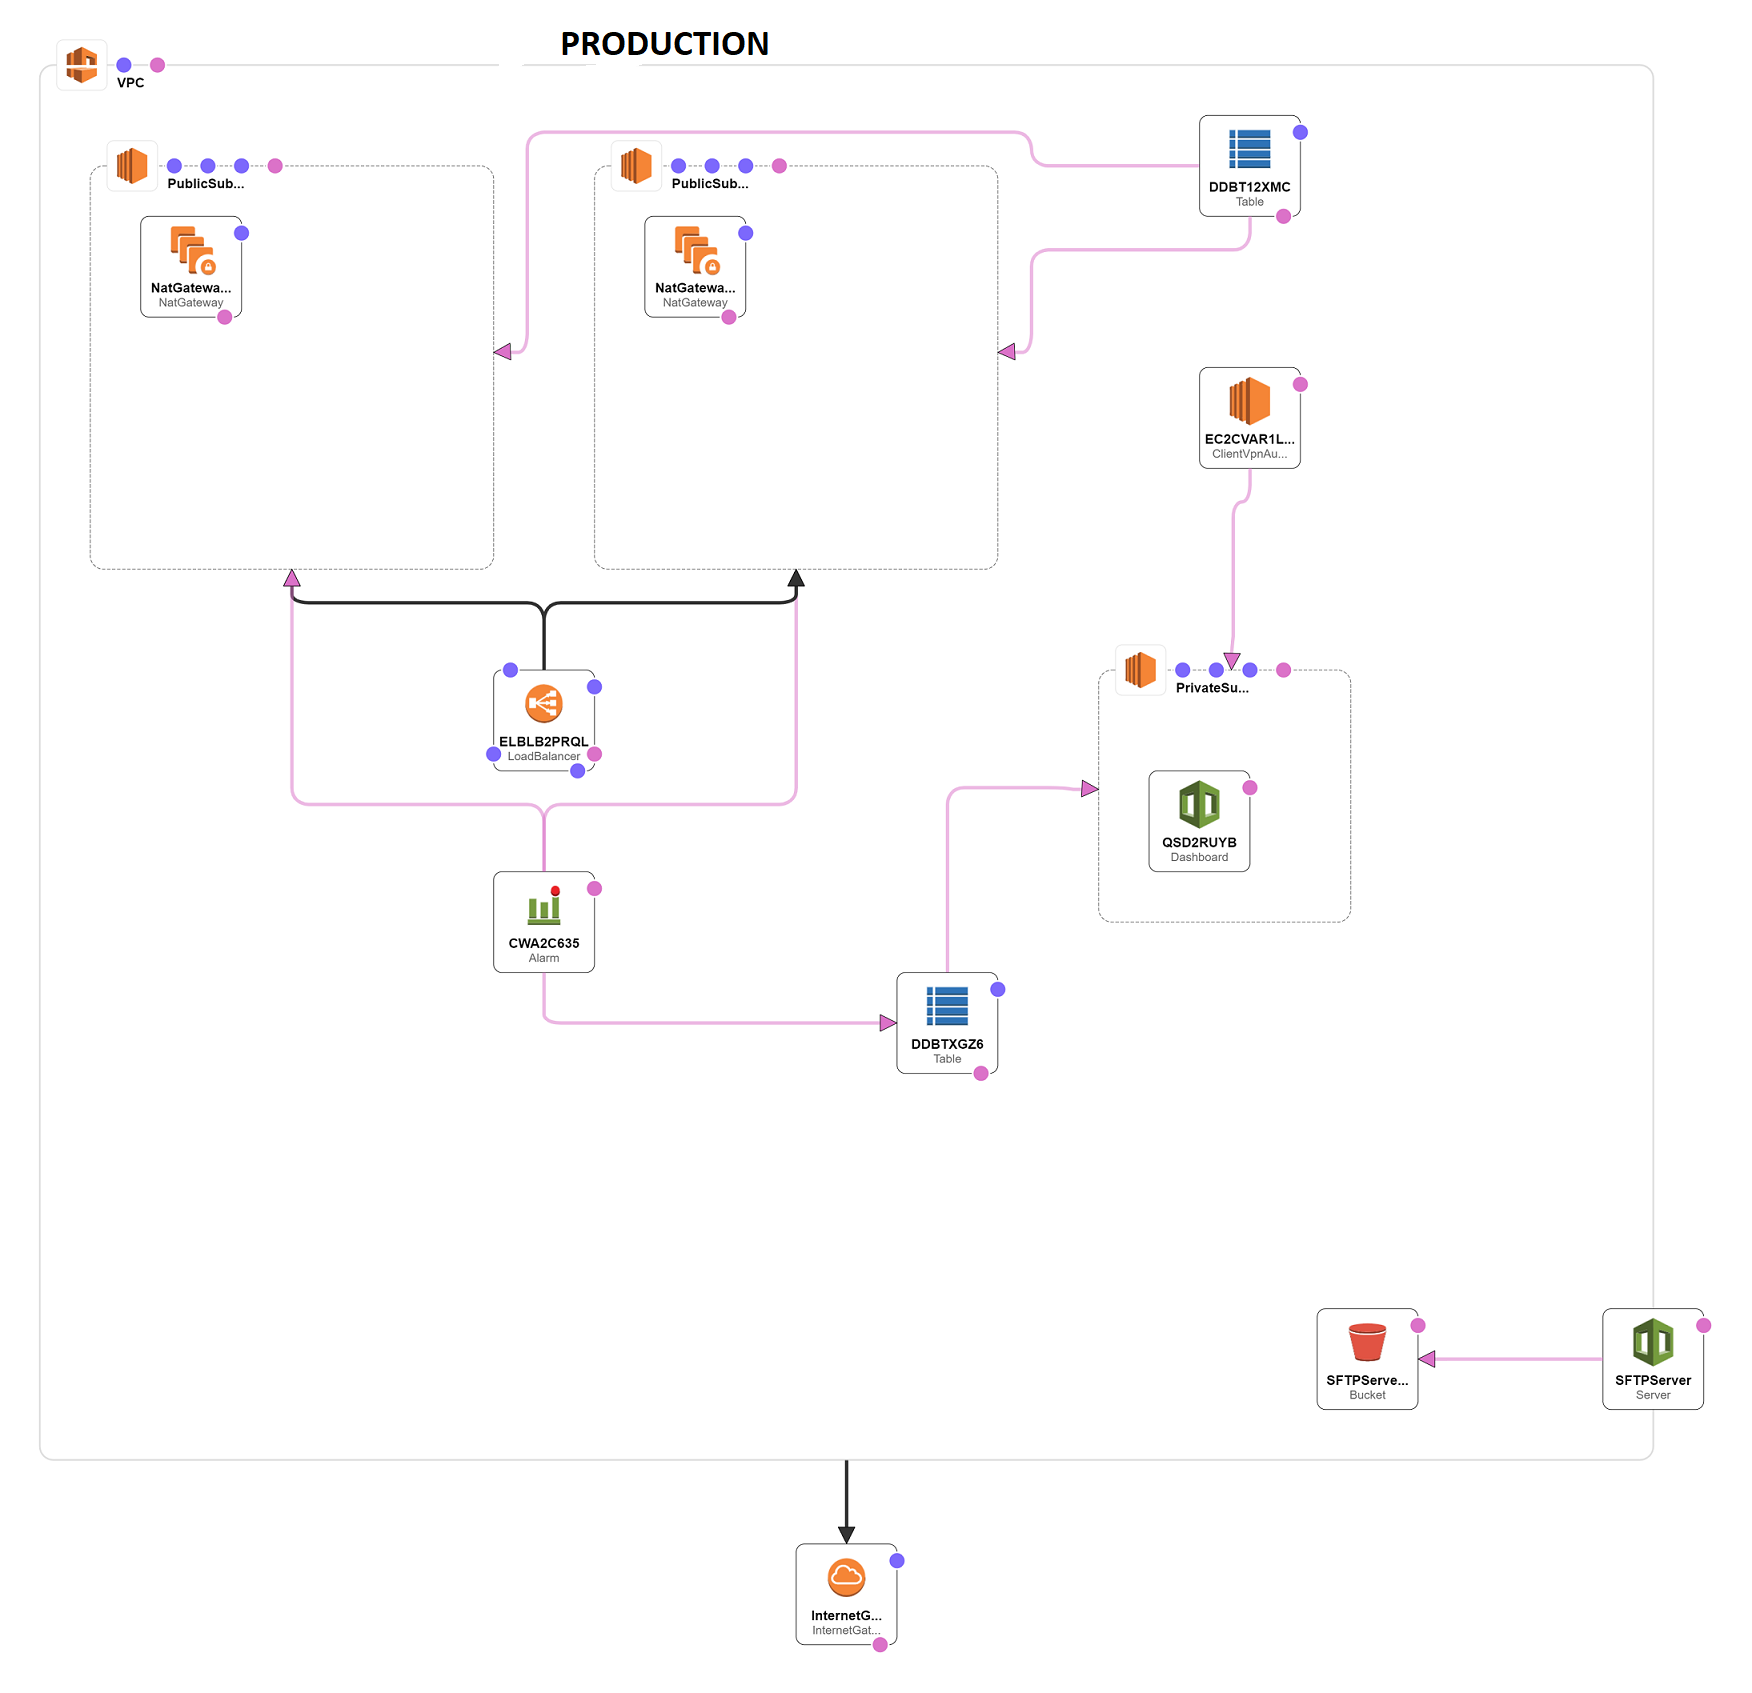 PRODUCTION
VPC
PublicSub...
PublicSub...
DDBT12XMC
Table
NatGatewa...
NatGateway
NatGatewa...
NatGateway
EC2CVAR1L...
ClientVpnAu...
PrivateSu...
ELBLB2PRQL
LoadBalancer
QSD2RUYB
Dashboard
CWA2C635
Alarm
DDBTXGZ6
Table
SFTPServe...
Bucket
SFTPServer
Server
InternetG...
InternetGat...